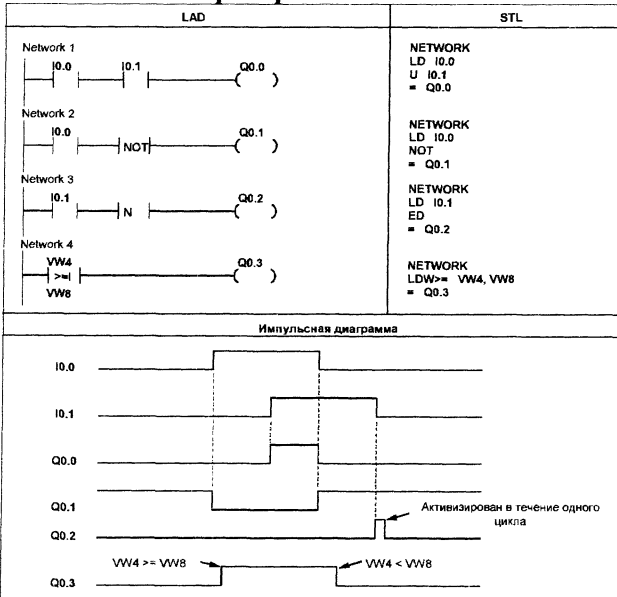 LAD
STL
Network 1
I0.0 I0.1 Q0.0
NETWORK
LD I0.0
U I0.1
= Q0.0
Network 2
I0.0 NOT Q0.1
NETWORK
LD I0.0
NOT
= Q0.1
Network 3
I0.1 N Q0.2
NETWORK
LD I0.1
ED
= Q0.2
Network 4
VW4
>=I Q0.3
VW8
NETWORK
LDW>= VW4, VW8
= Q0.3
Импульсная диаграмма
I0.0
I0.1
Q0.0
Q0.1
Активизирован в течение одного
цикла
Q0.2
VW4 >= VW8 VW4 < VW8
Q0.3